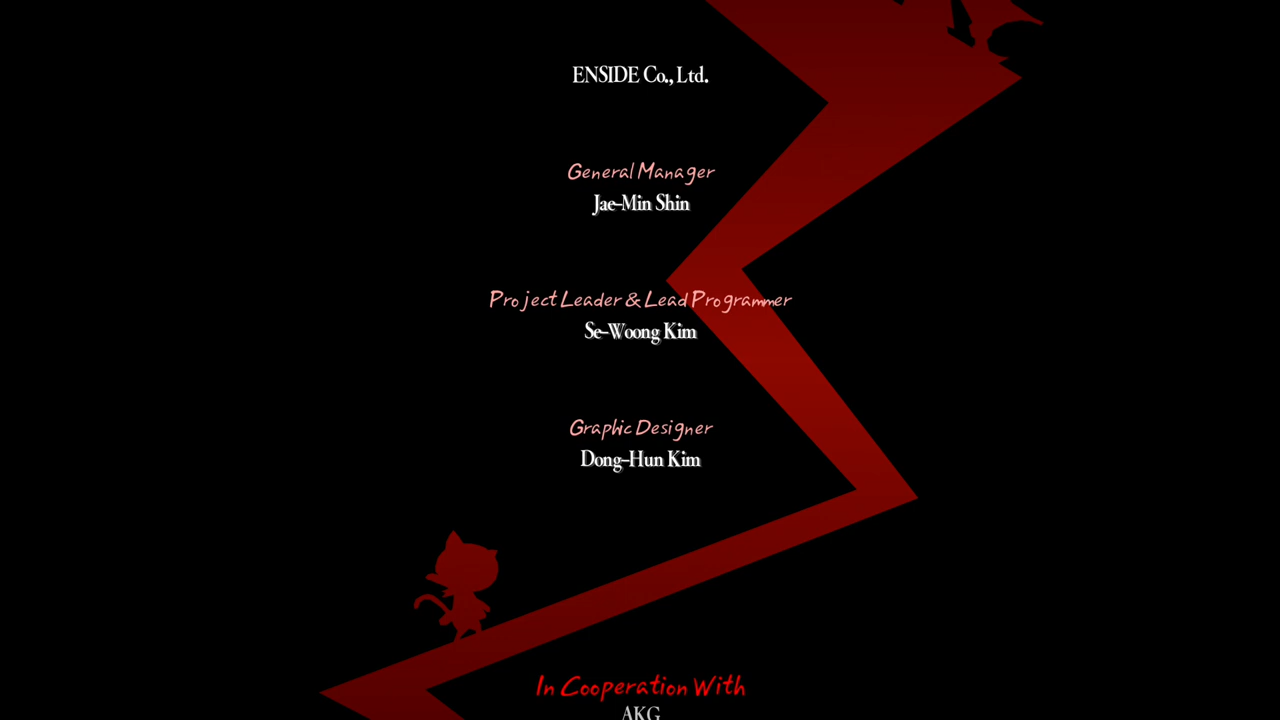 ENSIDE Co., Ltd.
General Manager
Jae-Min Shin
Project Leader & Lead Programmer
Se-Woong Kim
Graphic Designer
Dong-Hun Kim
In Cooperation With
AKG